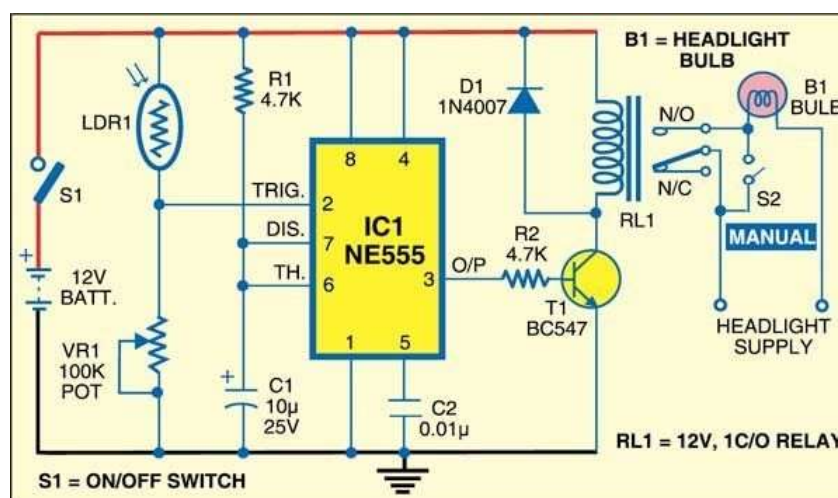 B1 = HEADLIGHT
BULB
R1
4.7K
D1
1N4007
B1
BULB
LDR1
N/O
8
4
S1
TRIG.
2
N/C
S2
RL1
IC1
NE555
DIS.
7
R2
4.7K
MANUAL
+
12V
BATT.
TH.
6
3
O/P
T1
BC547
HEADLIGHT
SUPPLY
VR1
100K
POT
1
5
+
C1
10μ
25V
C2
0.01μ
RL1 = 12V, 1C/O RELAY
S1 = ON/OFF SWITCH